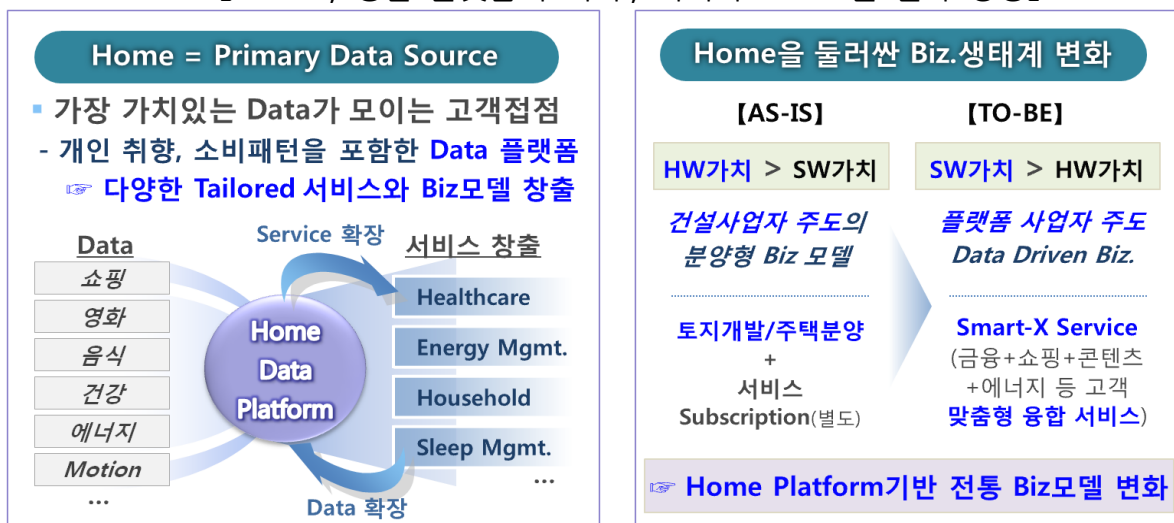 Home = Primary Data Source
▪ 가장 가치있는 Data가 모이는 고객접점
- 개인 취향, 소비패턴을 포함한 Data 플랫폼
☞ 다양한 Tailored 서비스와 Biz모델 창출
Data
쇼핑
영화
음식
건강
에너지
Motion
...
Service 확장
Home
Data
Platform
Data 확장
서비스 창출
Healthcare
Energy Mgmt.
Household
Sleep Mgmt.
...
Home을 둘러싼 Biz.생태계 변화
【AS-IS】
HW가치 > SW가치
건설사업자 주도의
분양형 Biz 모델
토지개발/주택분양
+
서비스
Subscription(별도)
【TO-BE】
SW가치 > HW가치
플랫폼 사업자 주도
Data Driven Biz.
Smart-X Service
(금융+쇼핑+콘텐츠
+에너지 등 고객
맞춤형 융합 서비스)
☞ Home Platform기반 전통 Biz모델 변화